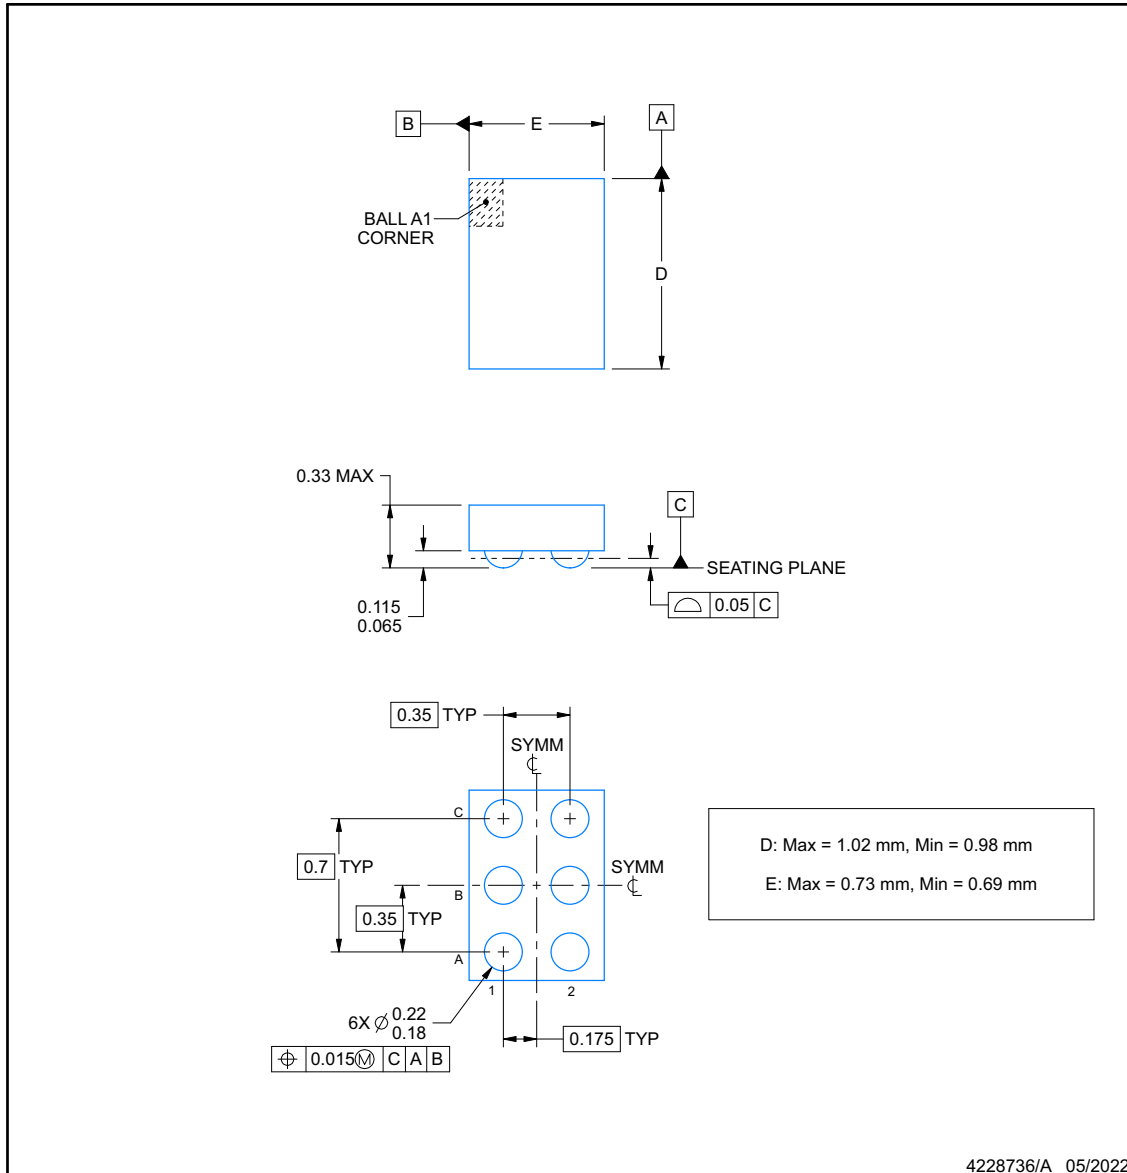 B
E
A
BALL A1
CORNER
D
0.33 MAX
C
SEATING PLANE
0.05 C
0.115
0.065
0.35 TYP
SYMM
C
SYMM
0.7 TYP
B
0.35 TYP
A
1 2
6X ⌀ 0.22
0.18
0.175 TYP
⌖ 0.015Ⓜ C A B
D: Max = 1.02 mm, Min = 0.98 mm
E: Max = 0.73 mm, Min = 0.69 mm
4228736/A 05/2022